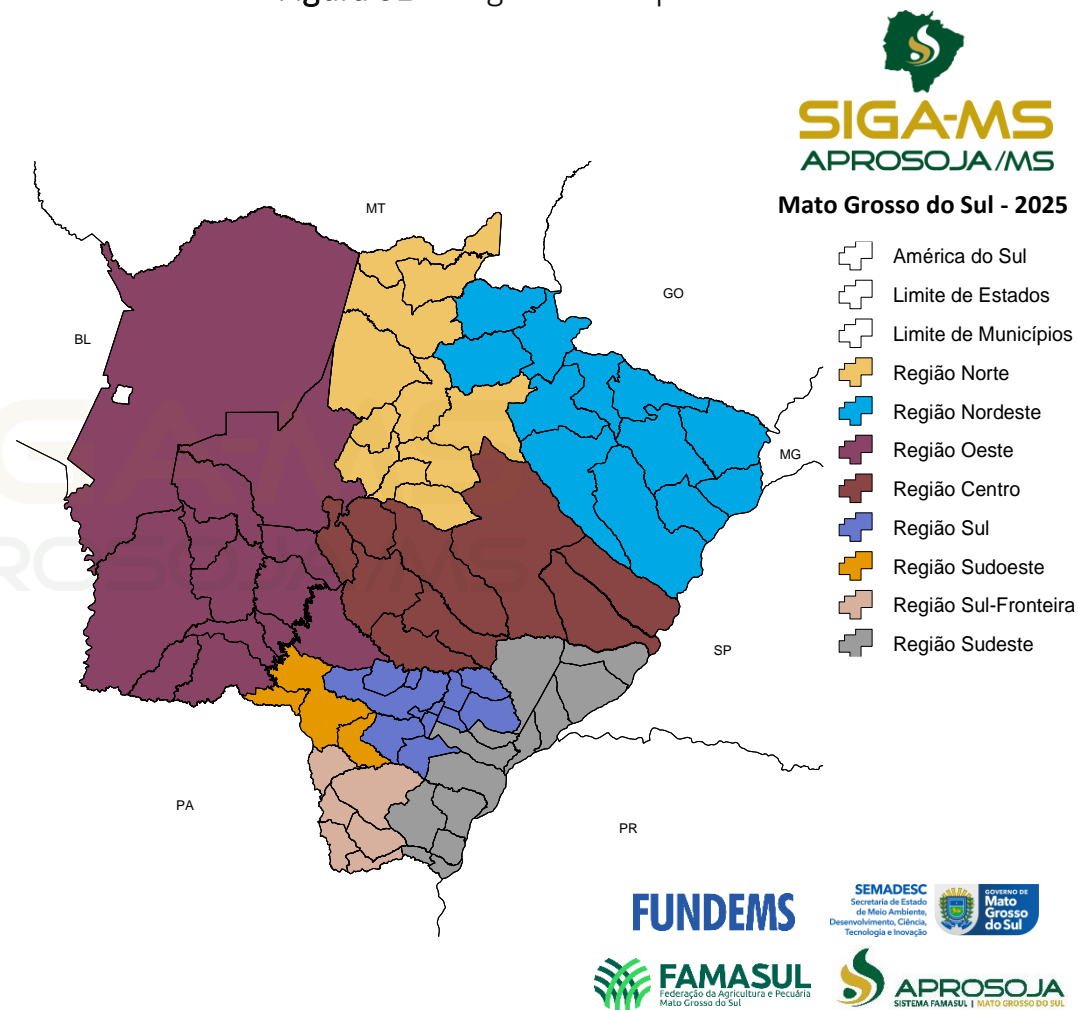 SIGA-MS
APROSOJA/MS
Mato Grosso do Sul - 2025
América do Sul
Limite de Estados
Limite de Municípios
Região Norte
Região Nordeste
Região Oeste
Região Centro
Região Sul
Região Sudoeste
Região Sul-Fronteira
Região Sudeste
MT
GO
BL
MG
SP
PA
PR
FUNDEMS
SEMADESC
Secretaria de Estado
de Meio Ambiente,
Desenvolvimento, Ciência,
Tecnologia e Inovação
GOVERNO DE
Mato
Grosso
do Sul
FAMASUL
Federação da Agricultura e Pecuária
Mato Grosso do Sul
APROSOJA
SISTEMA FAMASUL | MATO GROSSO DO SUL